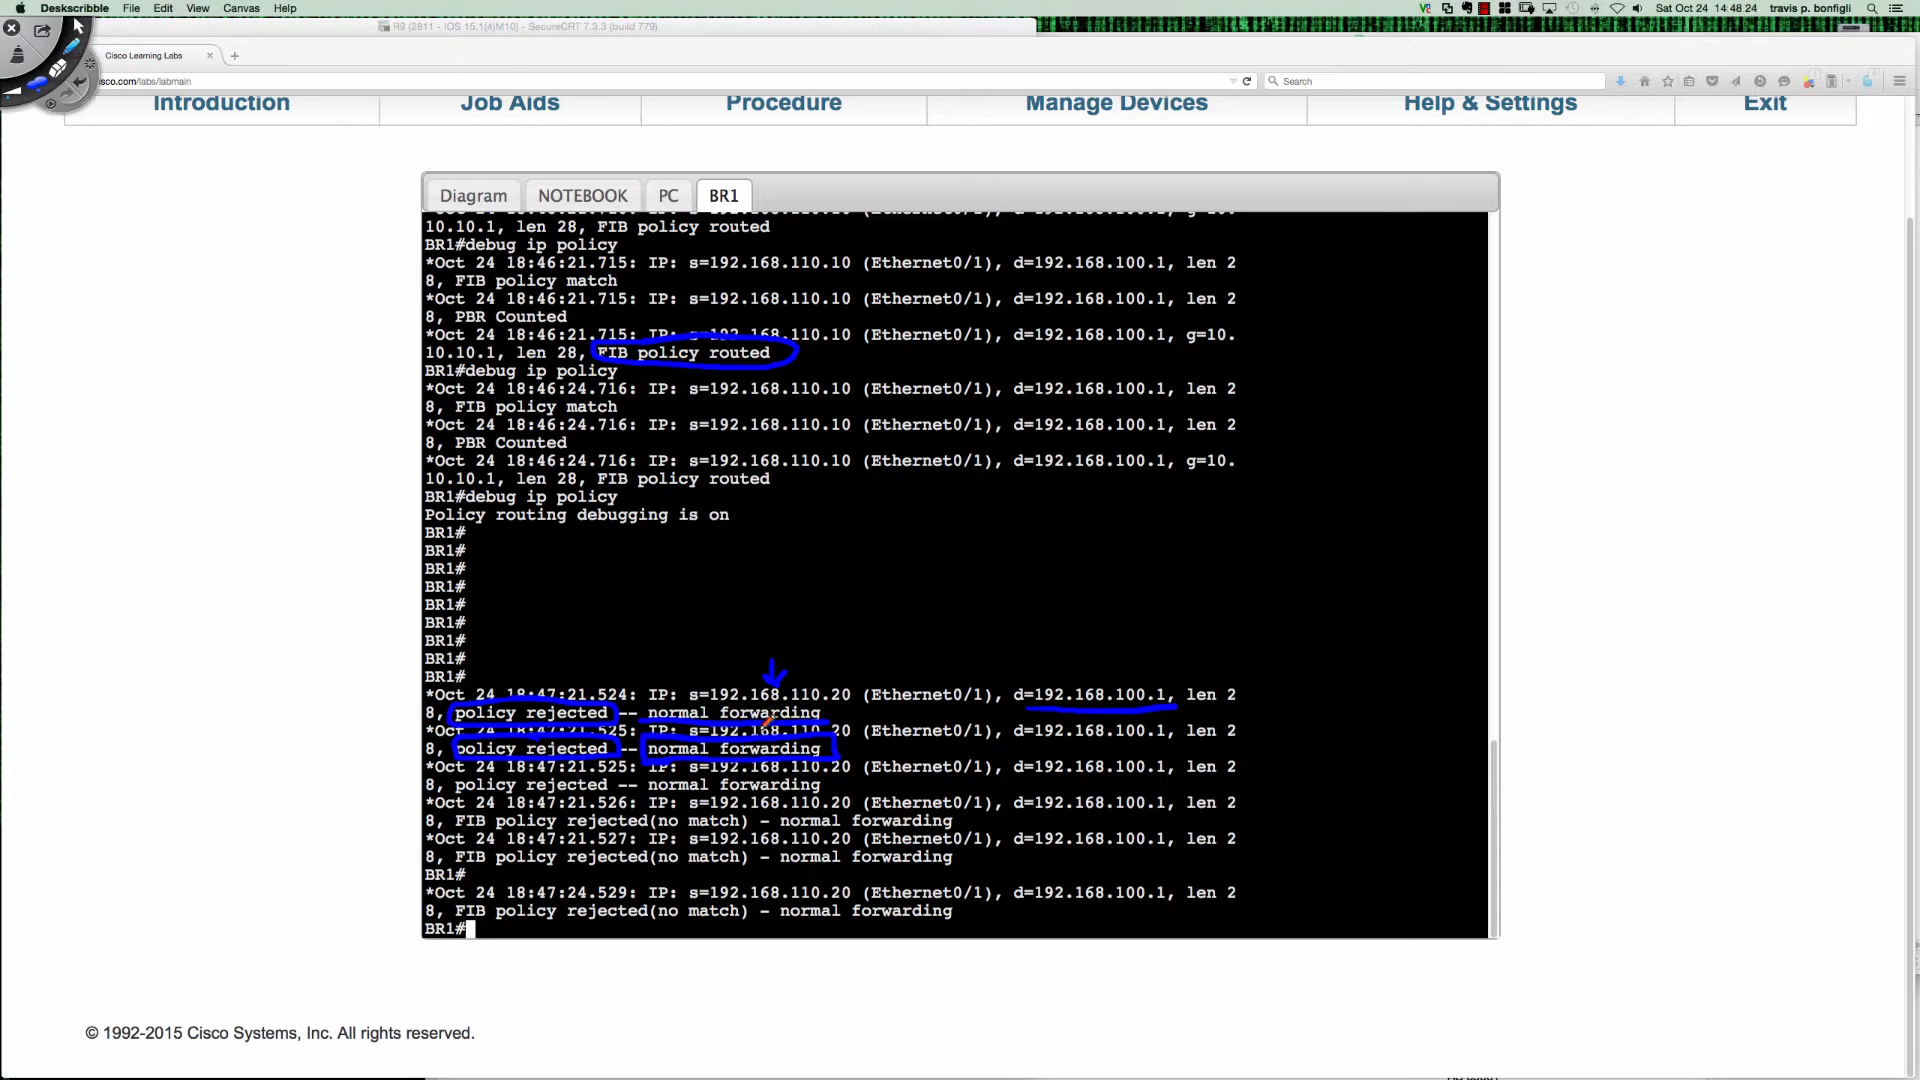 Deskscribble File Edit View Canvas Help
Sat Oct 24 14:48:24 travis p. bonfigli
R9 (2811 - IOS 15.1(4)M10) - SecureCRT 7.3.3 (build 779)
Cisco Learning Labs
isco.com/labs/labmain
Search
Introduction Job Aids Procedure Manage Devices Help & Settings Exit
Diagram NOTEBOOK PC BR1
10.10.1, len 28, FIB policy routed
BR1#debug ip policy
*Oct 24 18:46:21.715: IP: s=192.168.110.10 (Ethernet0/1), d=192.168.100.1, len 2
8, FIB policy match
*Oct 24 18:46:21.715: IP: s=192.168.110.10 (Ethernet0/1), d=192.168.100.1, len 2
8, PBR Counted
*Oct 24 18:46:21.715: IP: s=192.168.110.10 (Ethernet0/1), d=192.168.100.1, g=10.
10.10.1, len 28, FIB policy routed
BR1#debug ip policy
*Oct 24 18:46:24.716: IP: s=192.168.110.10 (Ethernet0/1), d=192.168.100.1, len 2
8, FIB policy match
*Oct 24 18:46:24.716: IP: s=192.168.110.10 (Ethernet0/1), d=192.168.100.1, len 2
8, PBR Counted
*Oct 24 18:46:24.716: IP: s=192.168.110.10 (Ethernet0/1), d=192.168.100.1, g=10.
10.10.1, len 28, FIB policy routed
BR1#debug ip policy
Policy routing debugging is on
BR1#
BR1#
BR1#
BR1#
BR1#
BR1#
BR1#
BR1#
BR1#
*Oct 24 18:47:21.524: IP: s=192.168.110.20 (Ethernet0/1), d=192.168.100.1, len 2
8, policy rejected -- normal forwarding
*Oct 24 18:47:21.525: IP: s=192.168.110.20 (Ethernet0/1), d=192.168.100.1, len 2
8, policy rejected -- normal forwarding
*Oct 24 18:47:21.525: IP: s=192.168.110.20 (Ethernet0/1), d=192.168.100.1, len 2
8, policy rejected -- normal forwarding
*Oct 24 18:47:21.526: IP: s=192.168.110.20 (Ethernet0/1), d=192.168.100.1, len 2
8, FIB policy rejected(no match) - normal forwarding
*Oct 24 18:47:21.527: IP: s=192.168.110.20 (Ethernet0/1), d=192.168.100.1, len 2
8, FIB policy rejected(no match) - normal forwarding
BR1#
*Oct 24 18:47:24.529: IP: s=192.168.110.20 (Ethernet0/1), d=192.168.100.1, len 2
8, FIB policy rejected(no match) - normal forwarding
BR1#
© 1992-2015 Cisco Systems, Inc. All rights reserved.